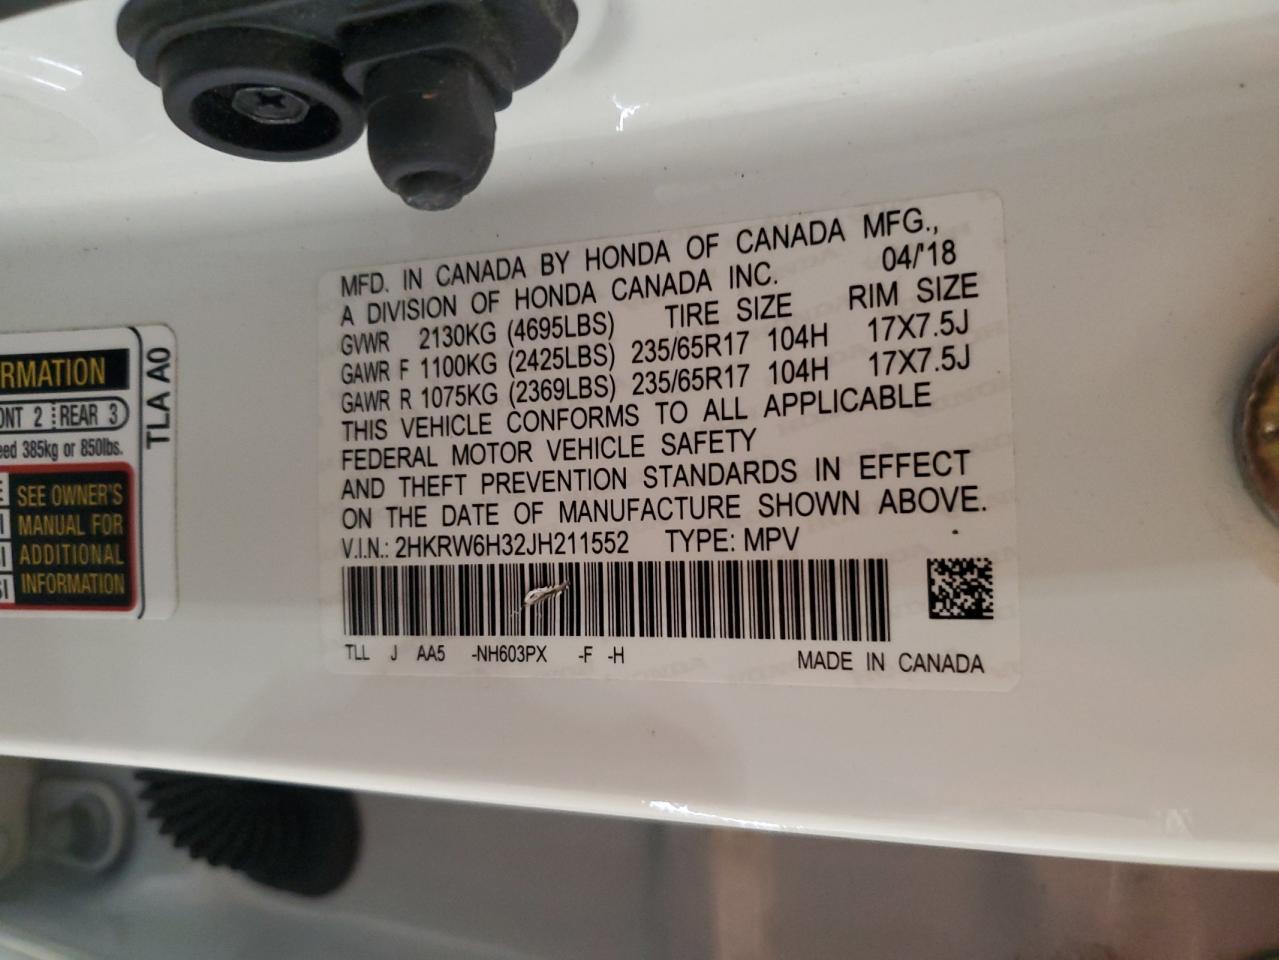 MFD. IN CANADA BY HONDA OF CANADA MFG.,
A DIVISION OF HONDA CANADA INC. 04/'18
GVWR 2130KG (4695LBS) TIRE SIZE RIM SIZE
GAWR F 1100KG (2425LBS) 235/65R17 104H 17X7.5J
GAWR R 1075KG (2369LBS) 235/65R17 104H 17X7.5J
THIS VEHICLE CONFORMS TO ALL APPLICABLE
FEDERAL MOTOR VEHICLE SAFETY
AND THEFT PREVENTION STANDARDS IN EFFECT
ON THE DATE OF MANUFACTURE SHOWN ABOVE.
V.I.N.: 2HKRW6H32JH211552 TYPE: MPV
TLL J AA5 -NH603PX -F -H MADE IN CANADA
RMATION
ONT 2 REAR 3
eed 385kg or 850lbs.
SEE OWNER'S
MANUAL FOR
ADDITIONAL
INFORMATION
TLA A0